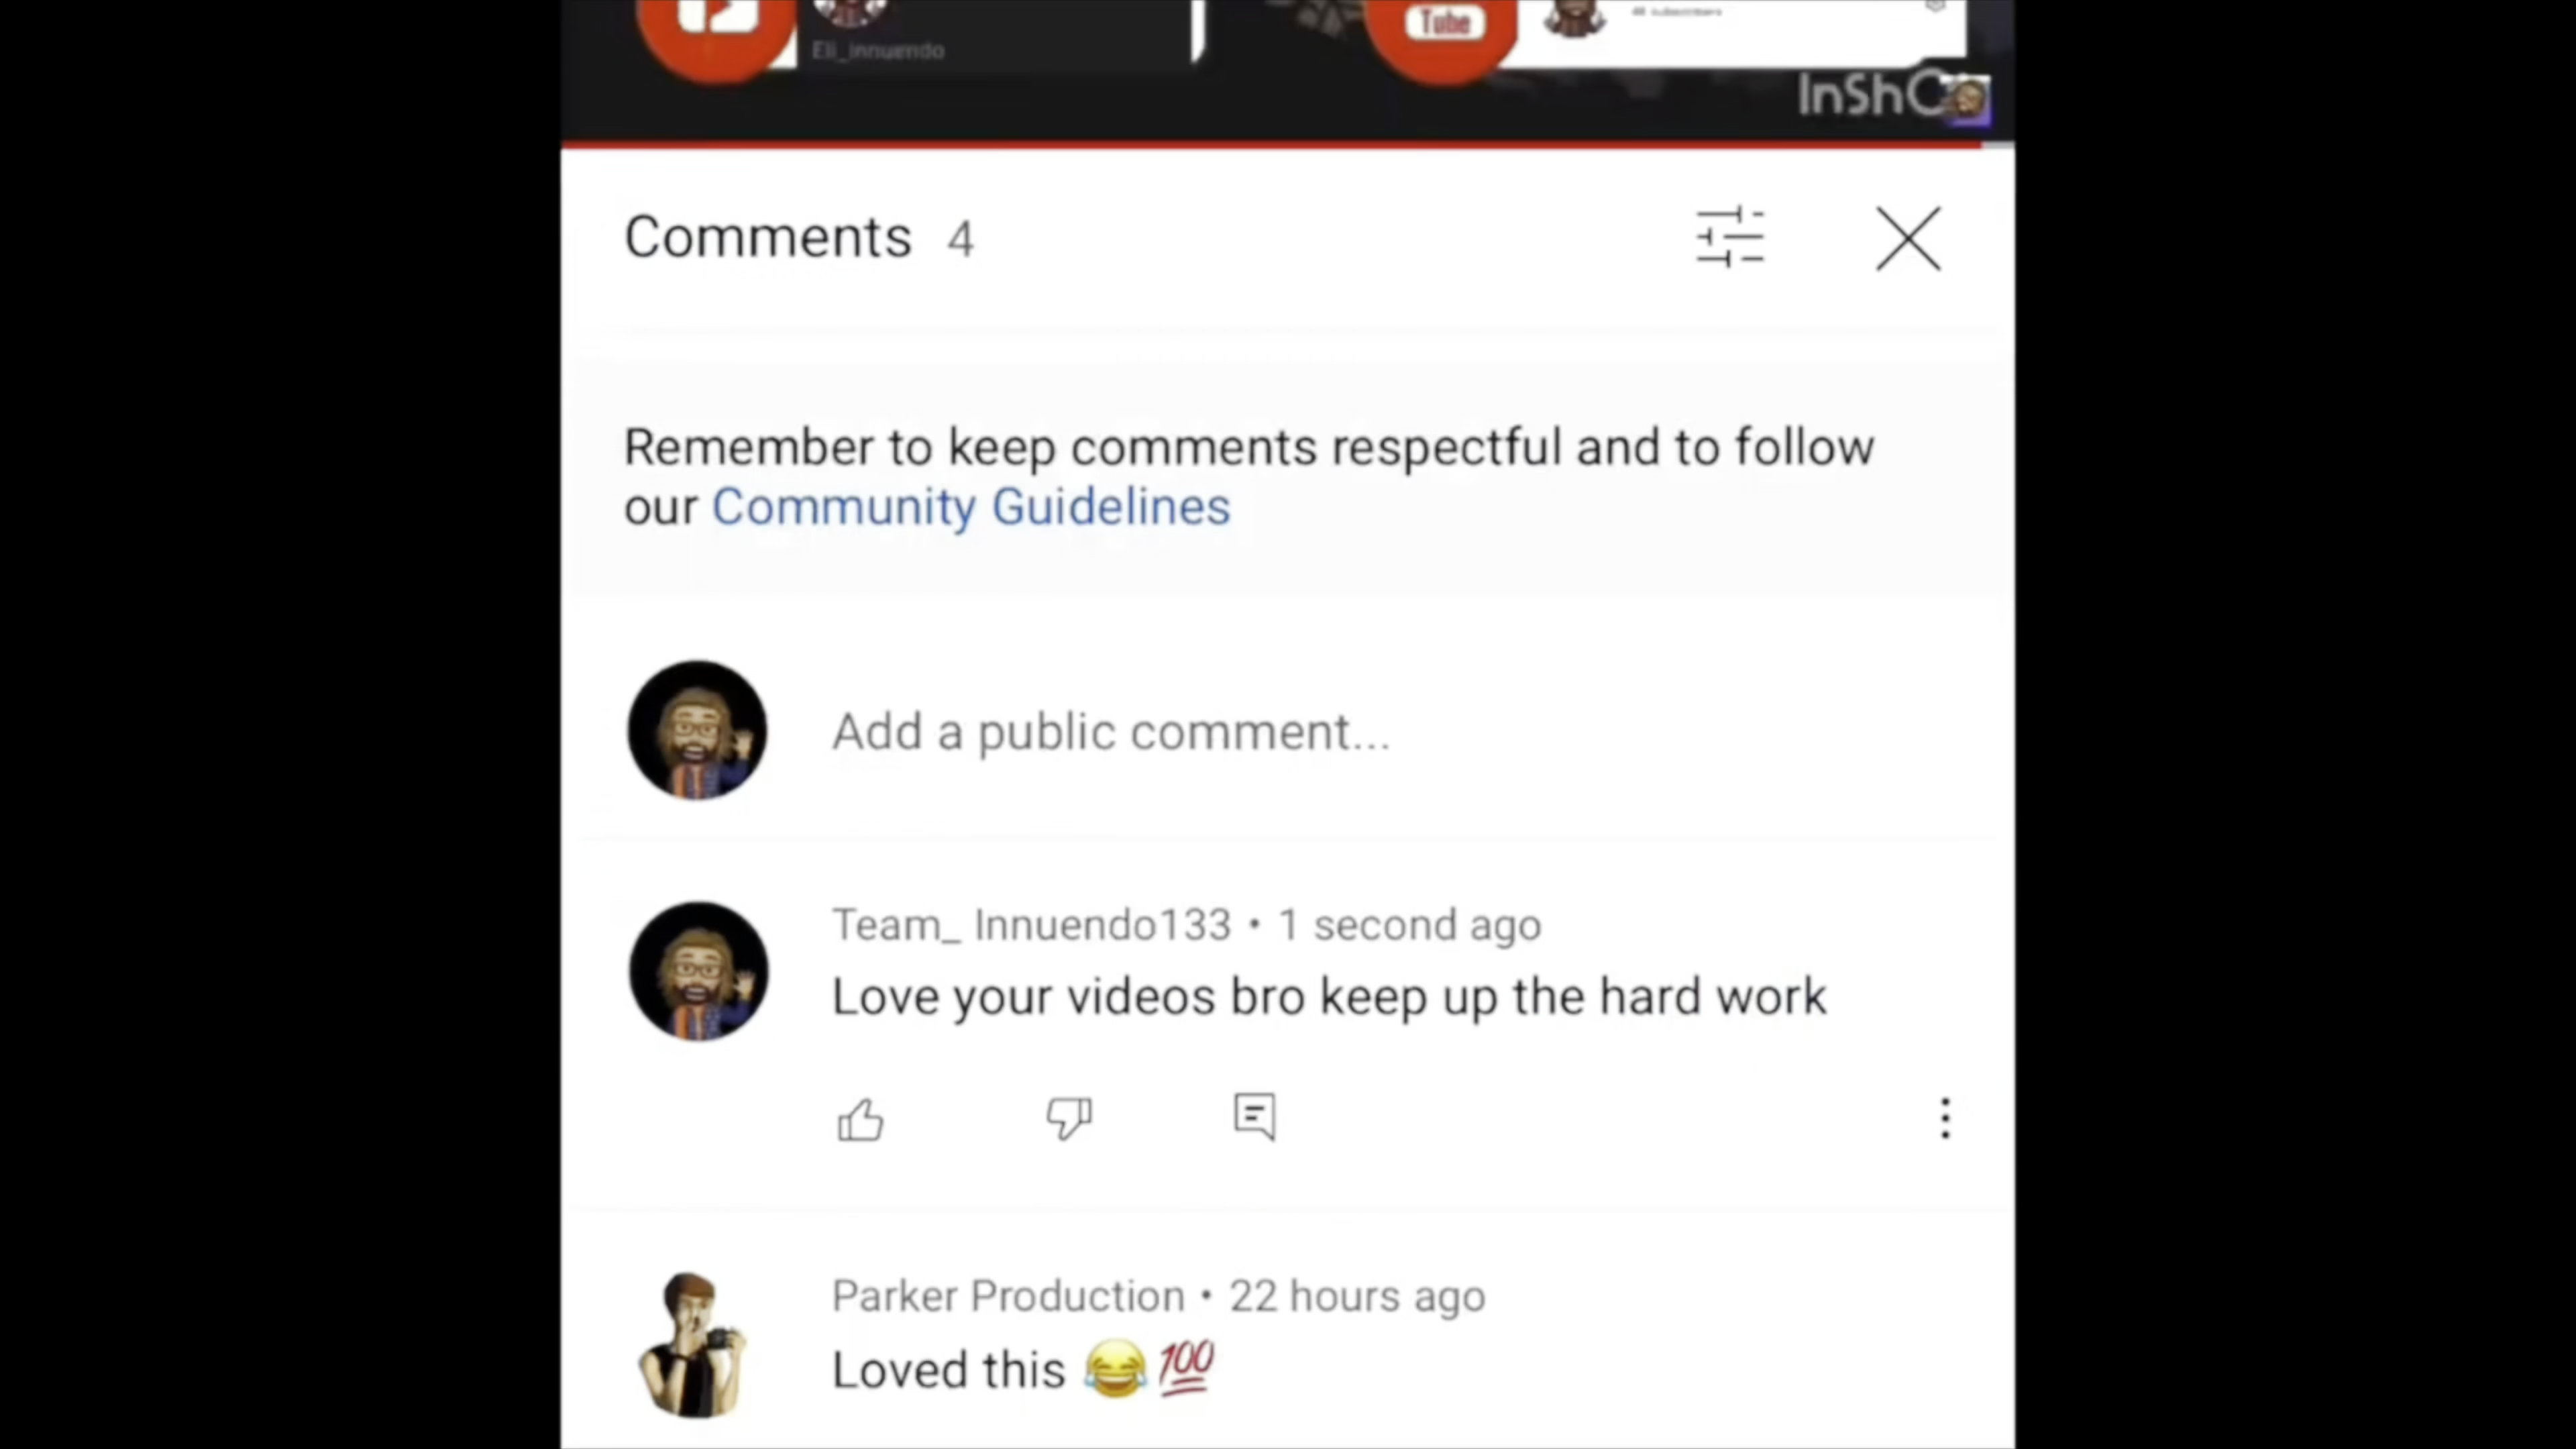 Tube
Eli_innuendo
Comments 4
Remember to keep comments respectful and to follow
our Community Guidelines
Add a public comment...
Team_ Innuendo133 • 1 second ago
Love your videos bro keep up the hard work
Parker Production • 22 hours ago
Loved this 😂💯